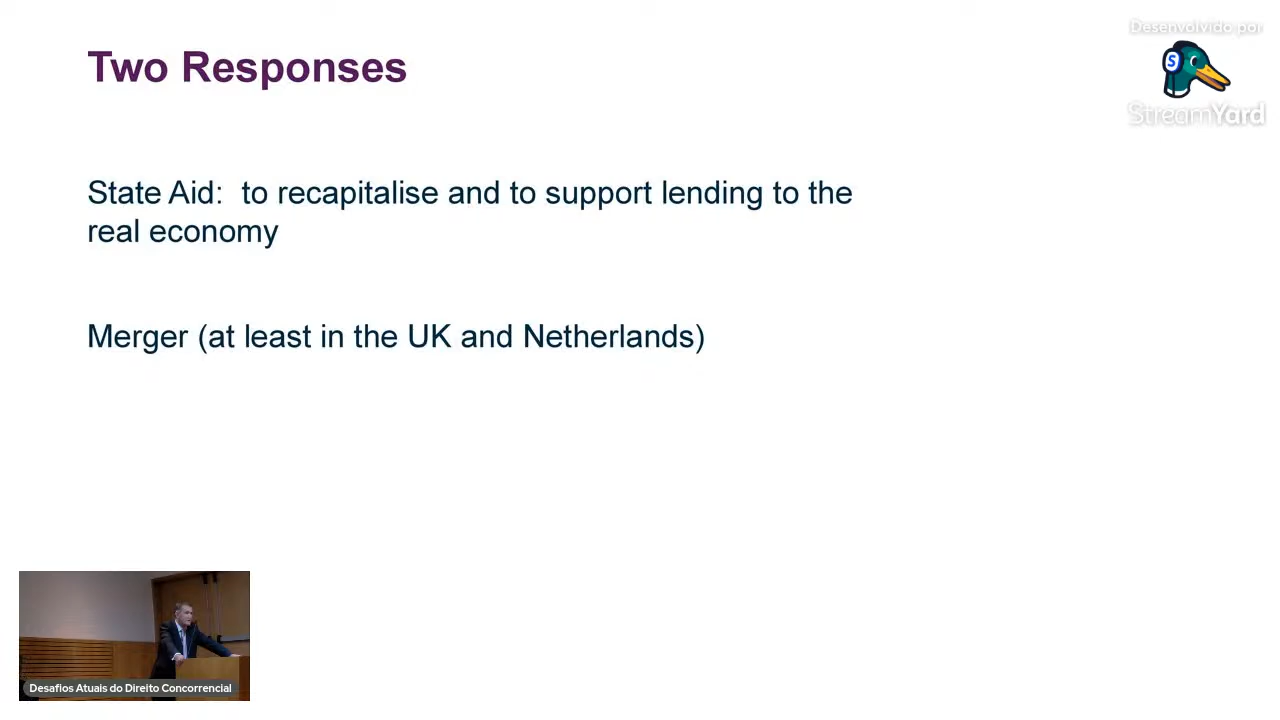 Two Responses
Desenvolvido por
S
StreamYard
State Aid:  to recapitalise and to support lending to the
real economy
Merger (at least in the UK and Netherlands)
Desafios Atuais do Direito Concorrencial